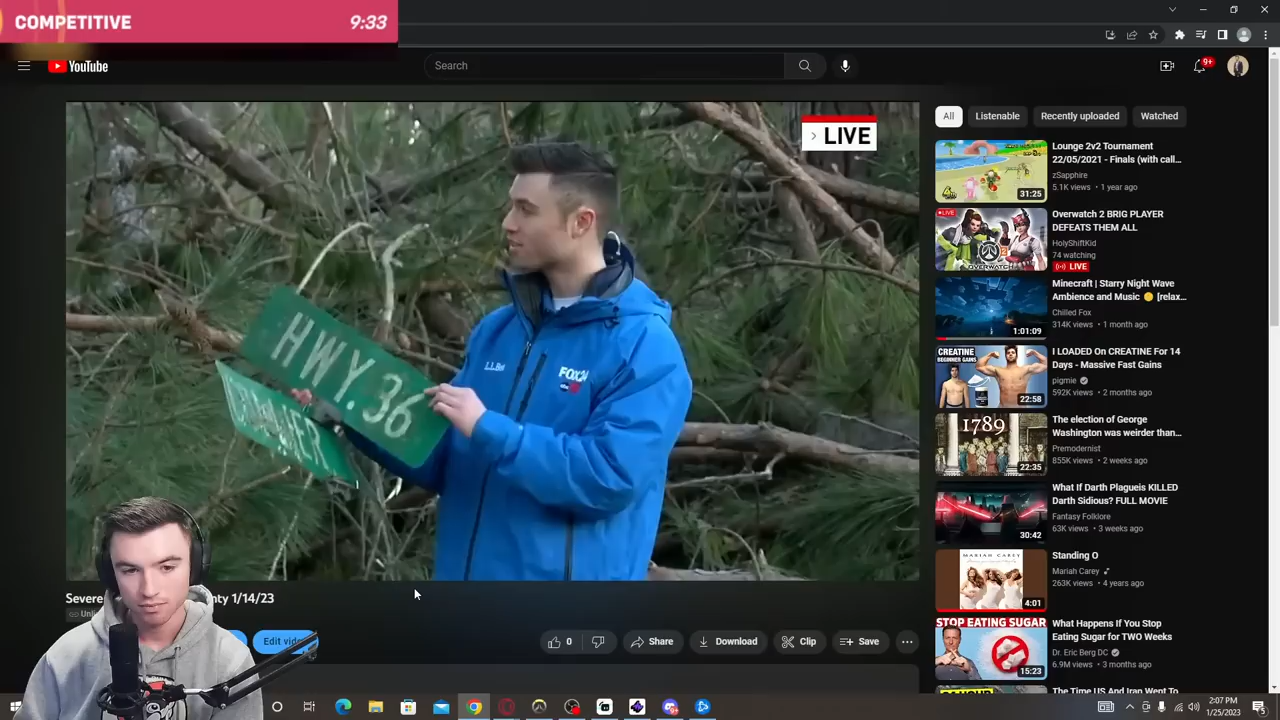 COMPETITIVE
9:33
YouTube
Search
9+
LIVE
HWY.36
L.L.Bean
FOX24
All
Listenable
Recently uploaded
Watched
Lounge 2v2 Tournament
22/05/2021 - Finals (with call...
zSapphire
5.1K views • 1 year ago
31:25
LIVE
Overwatch 2 BRIG PLAYER
DEFEATS THEM ALL
HolyShiftKid
74 watching
LIVE
OVERWATCH
Minecraft | Starry Night Wave
Ambience and Music 🌕 [relax...
Chilled Fox
314K views • 1 month ago
1:01:09
CREATINE
BEGINNER GAINS
I LOADED On CREATINE For 14
Days - Massive Fast Gains
pigmie
592K views • 2 months ago
22:58
1789
The election of George
Washington was weirder than...
Premodernist
855K views • 2 weeks ago
22:35
What If Darth Plagueis KILLED
Darth Sidious? FULL MOVIE
Fantasy Folklore
63K views • 3 weeks ago
30:42
MARIAH CAREY
Standing O
Mariah Carey
263K views • 4 years ago
4:01
STOP EATING SUGAR
What Happens If You Stop
Eating Sugar for TWO Weeks
Dr. Eric Berg DC
6.9M views • 3 months ago
15:23
The Time US And Iran Went To
Severe
nty 1/14/23
Unli
Edit video
0
Share
Download
Clip
Save
2:07 PM
1/25/2023